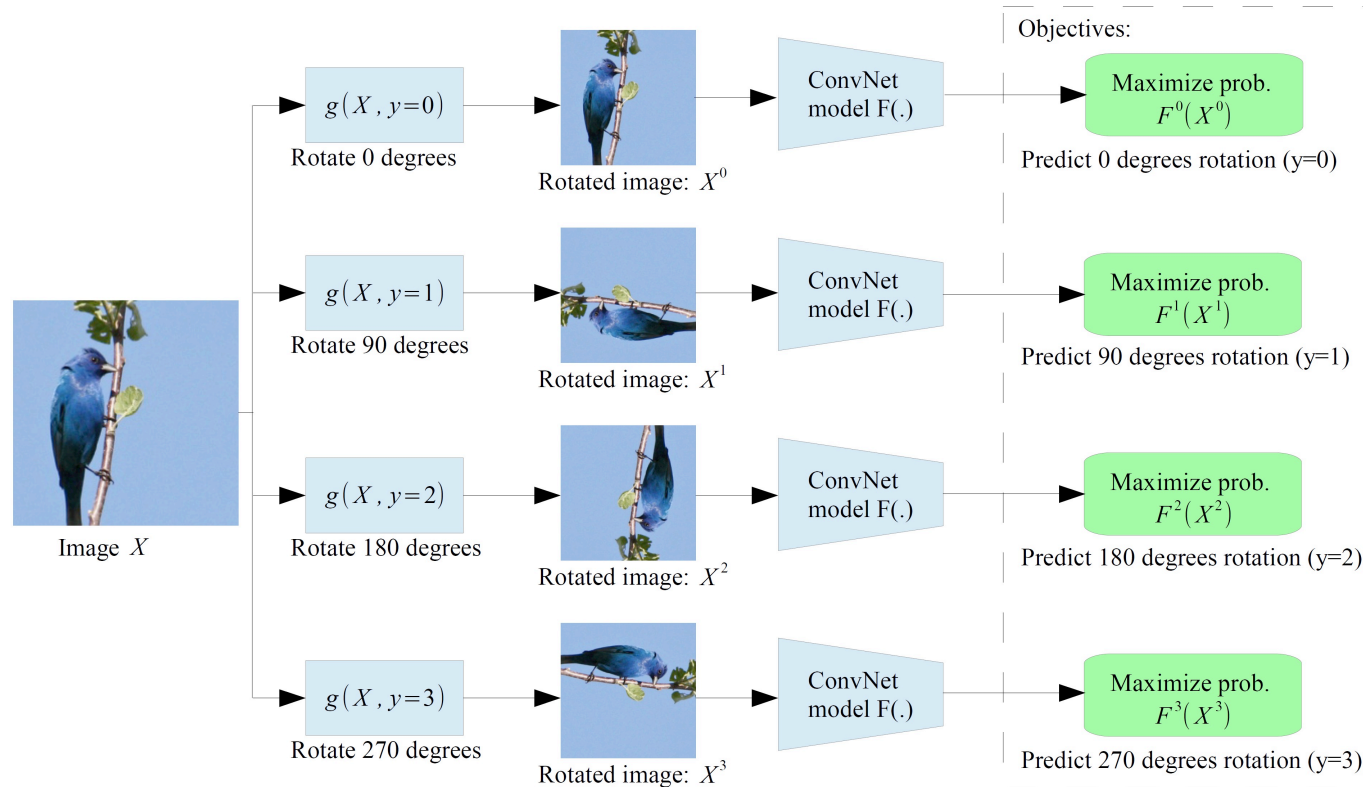 Objectives:
g(X, y=0)
Rotate 0 degrees
Rotated image: X^0
ConvNet
model F(.)
Maximize prob.
F^0(X^0)
Predict 0 degrees rotation (y=0)
g(X, y=1)
Rotate 90 degrees
Rotated image: X^1
ConvNet
model F(.)
Maximize prob.
F^1(X^1)
Predict 90 degrees rotation (y=1)
Image X
g(X, y=2)
Rotate 180 degrees
Rotated image: X^2
ConvNet
model F(.)
Maximize prob.
F^2(X^2)
Predict 180 degrees rotation (y=2)
g(X, y=3)
Rotate 270 degrees
Rotated image: X^3
ConvNet
model F(.)
Maximize prob.
F^3(X^3)
Predict 270 degrees rotation (y=3)